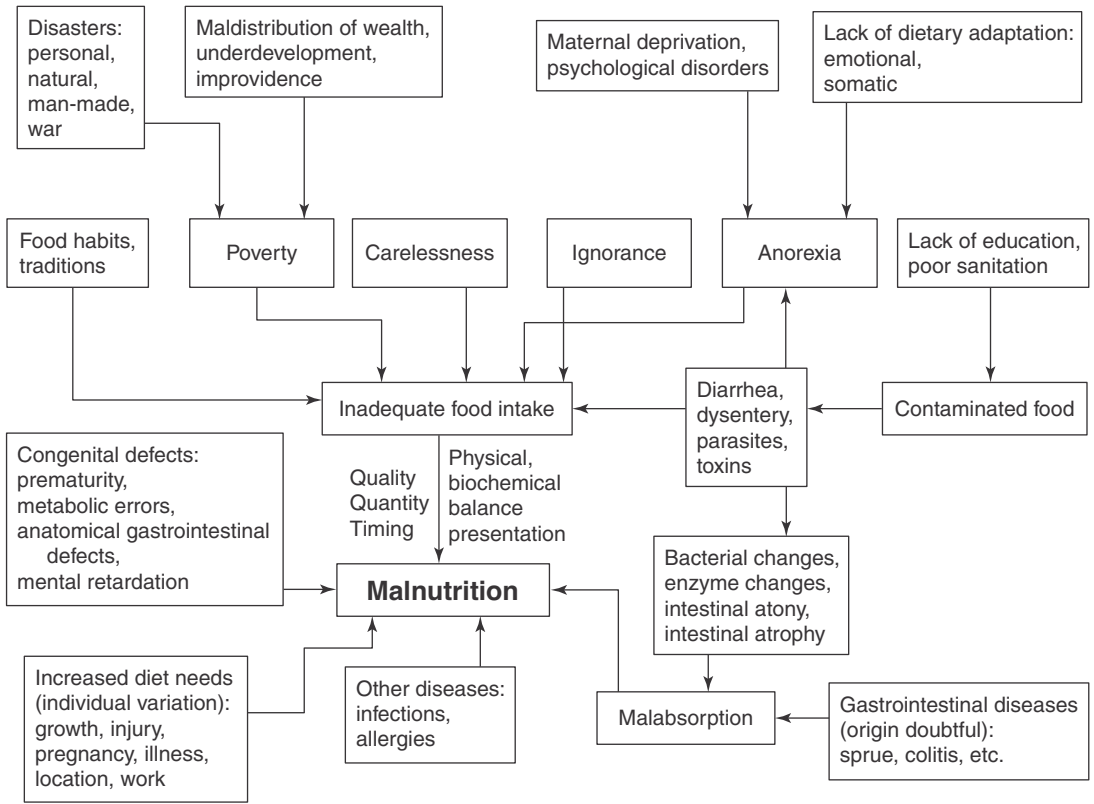 Disasters:
personal,
natural,
man-made,
war
Maldistribution of wealth,
underdevelopment,
improvidence
Maternal deprivation,
psychological disorders
Lack of dietary adaptation:
emotional,
somatic
Food habits,
traditions
Poverty
Carelessness
Ignorance
Anorexia
Lack of education,
poor sanitation
Inadequate food intake
Diarrhea,
dysentery,
parasites,
toxins
Contaminated food
Congenital defects:
prematurity,
metabolic errors,
anatomical gastrointestinal
defects,
mental retardation
Quality
Quantity
Timing
Physical,
biochemical
balance
presentation
Malnutrition
Bacterial changes,
enzyme changes,
intestinal atony,
intestinal atrophy
Increased diet needs
(individual variation):
growth, injury,
pregnancy, illness,
location, work
Other diseases:
infections,
allergies
Malabsorption
Gastrointestinal diseases
(origin doubtful):
sprue, colitis, etc.